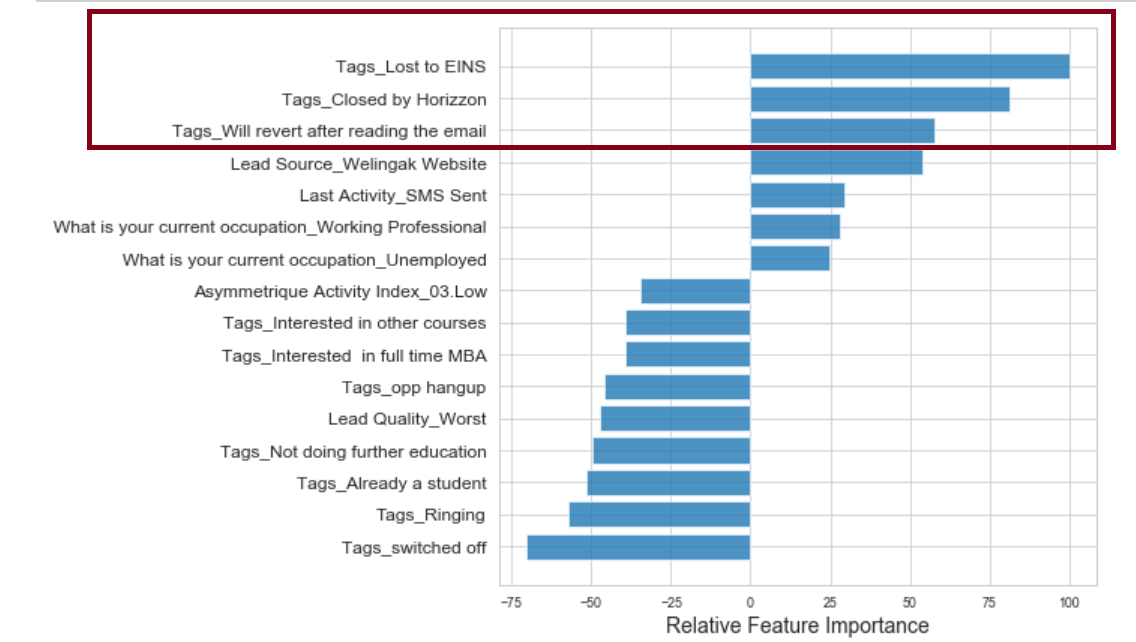 Tags_Lost to EINS
Tags_Closed by Horizzon
Tags_Will revert after reading the email
Lead Source_Welingak Website
Last Activity_SMS Sent
What is your current occupation_Working Professional
What is your current occupation_Unemployed
Asymmetrique Activity Index_03.Low
Tags_Interested in other courses
Tags_Interested  in full time MBA
Tags_opp hangup
Lead Quality_Worst
Tags_Not doing further education
Tags_Already a student
Tags_Ringing
Tags_switched off
−75 −50 −25 0 25 50 75 100
Relative Feature Importance